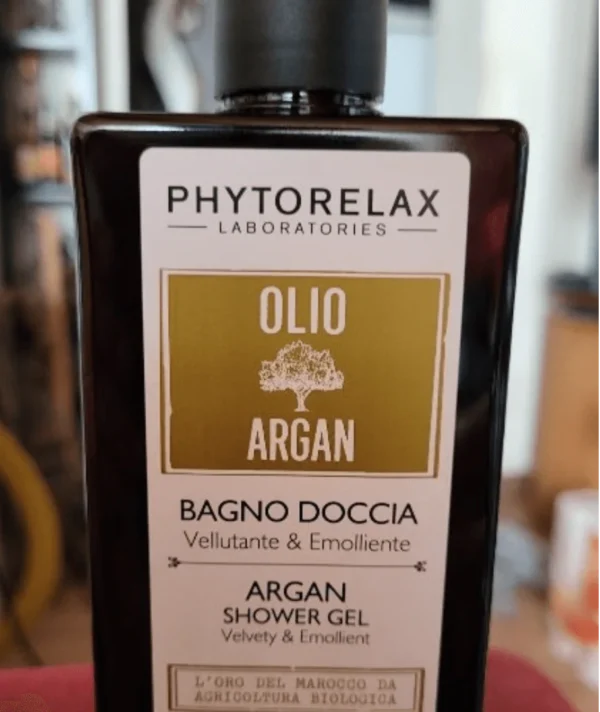 PHYTORELAX
LABORATORIES
OLIO
ARGAN
BAGNO DOCCIA
Vellutante & Emolliente
ARGAN
SHOWER GEL
Velvety & Emollient
L'ORO DEL MAROCCO DA
AGRICOLTURA BIOLOGICA